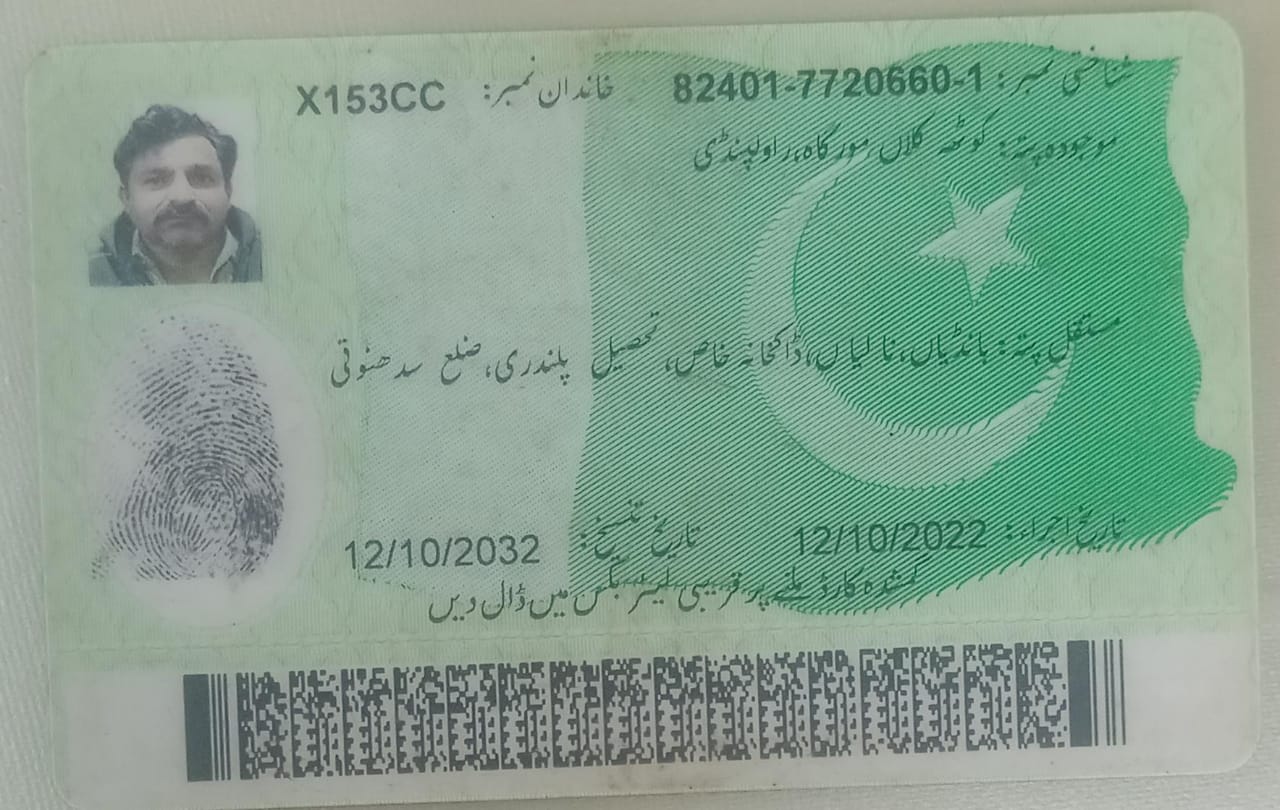 شناختی نمبر: 82401-7720660-1 خاندان نمبر: X153CC
موجودہ پتہ: کوٹھہ کلاں مورگاہ، راولپنڈی
مستقل پتہ: نالیاں، ڈاکخانہ خاص، تحصیل پلندری، ضلع سدھنوتی
تاریخ اجراء: 12/10/2022 تاریخ تنسیخ: 12/10/2032
گمشدہ کارڈ ملنے پر قریبی لیٹر بکس میں ڈال دیں